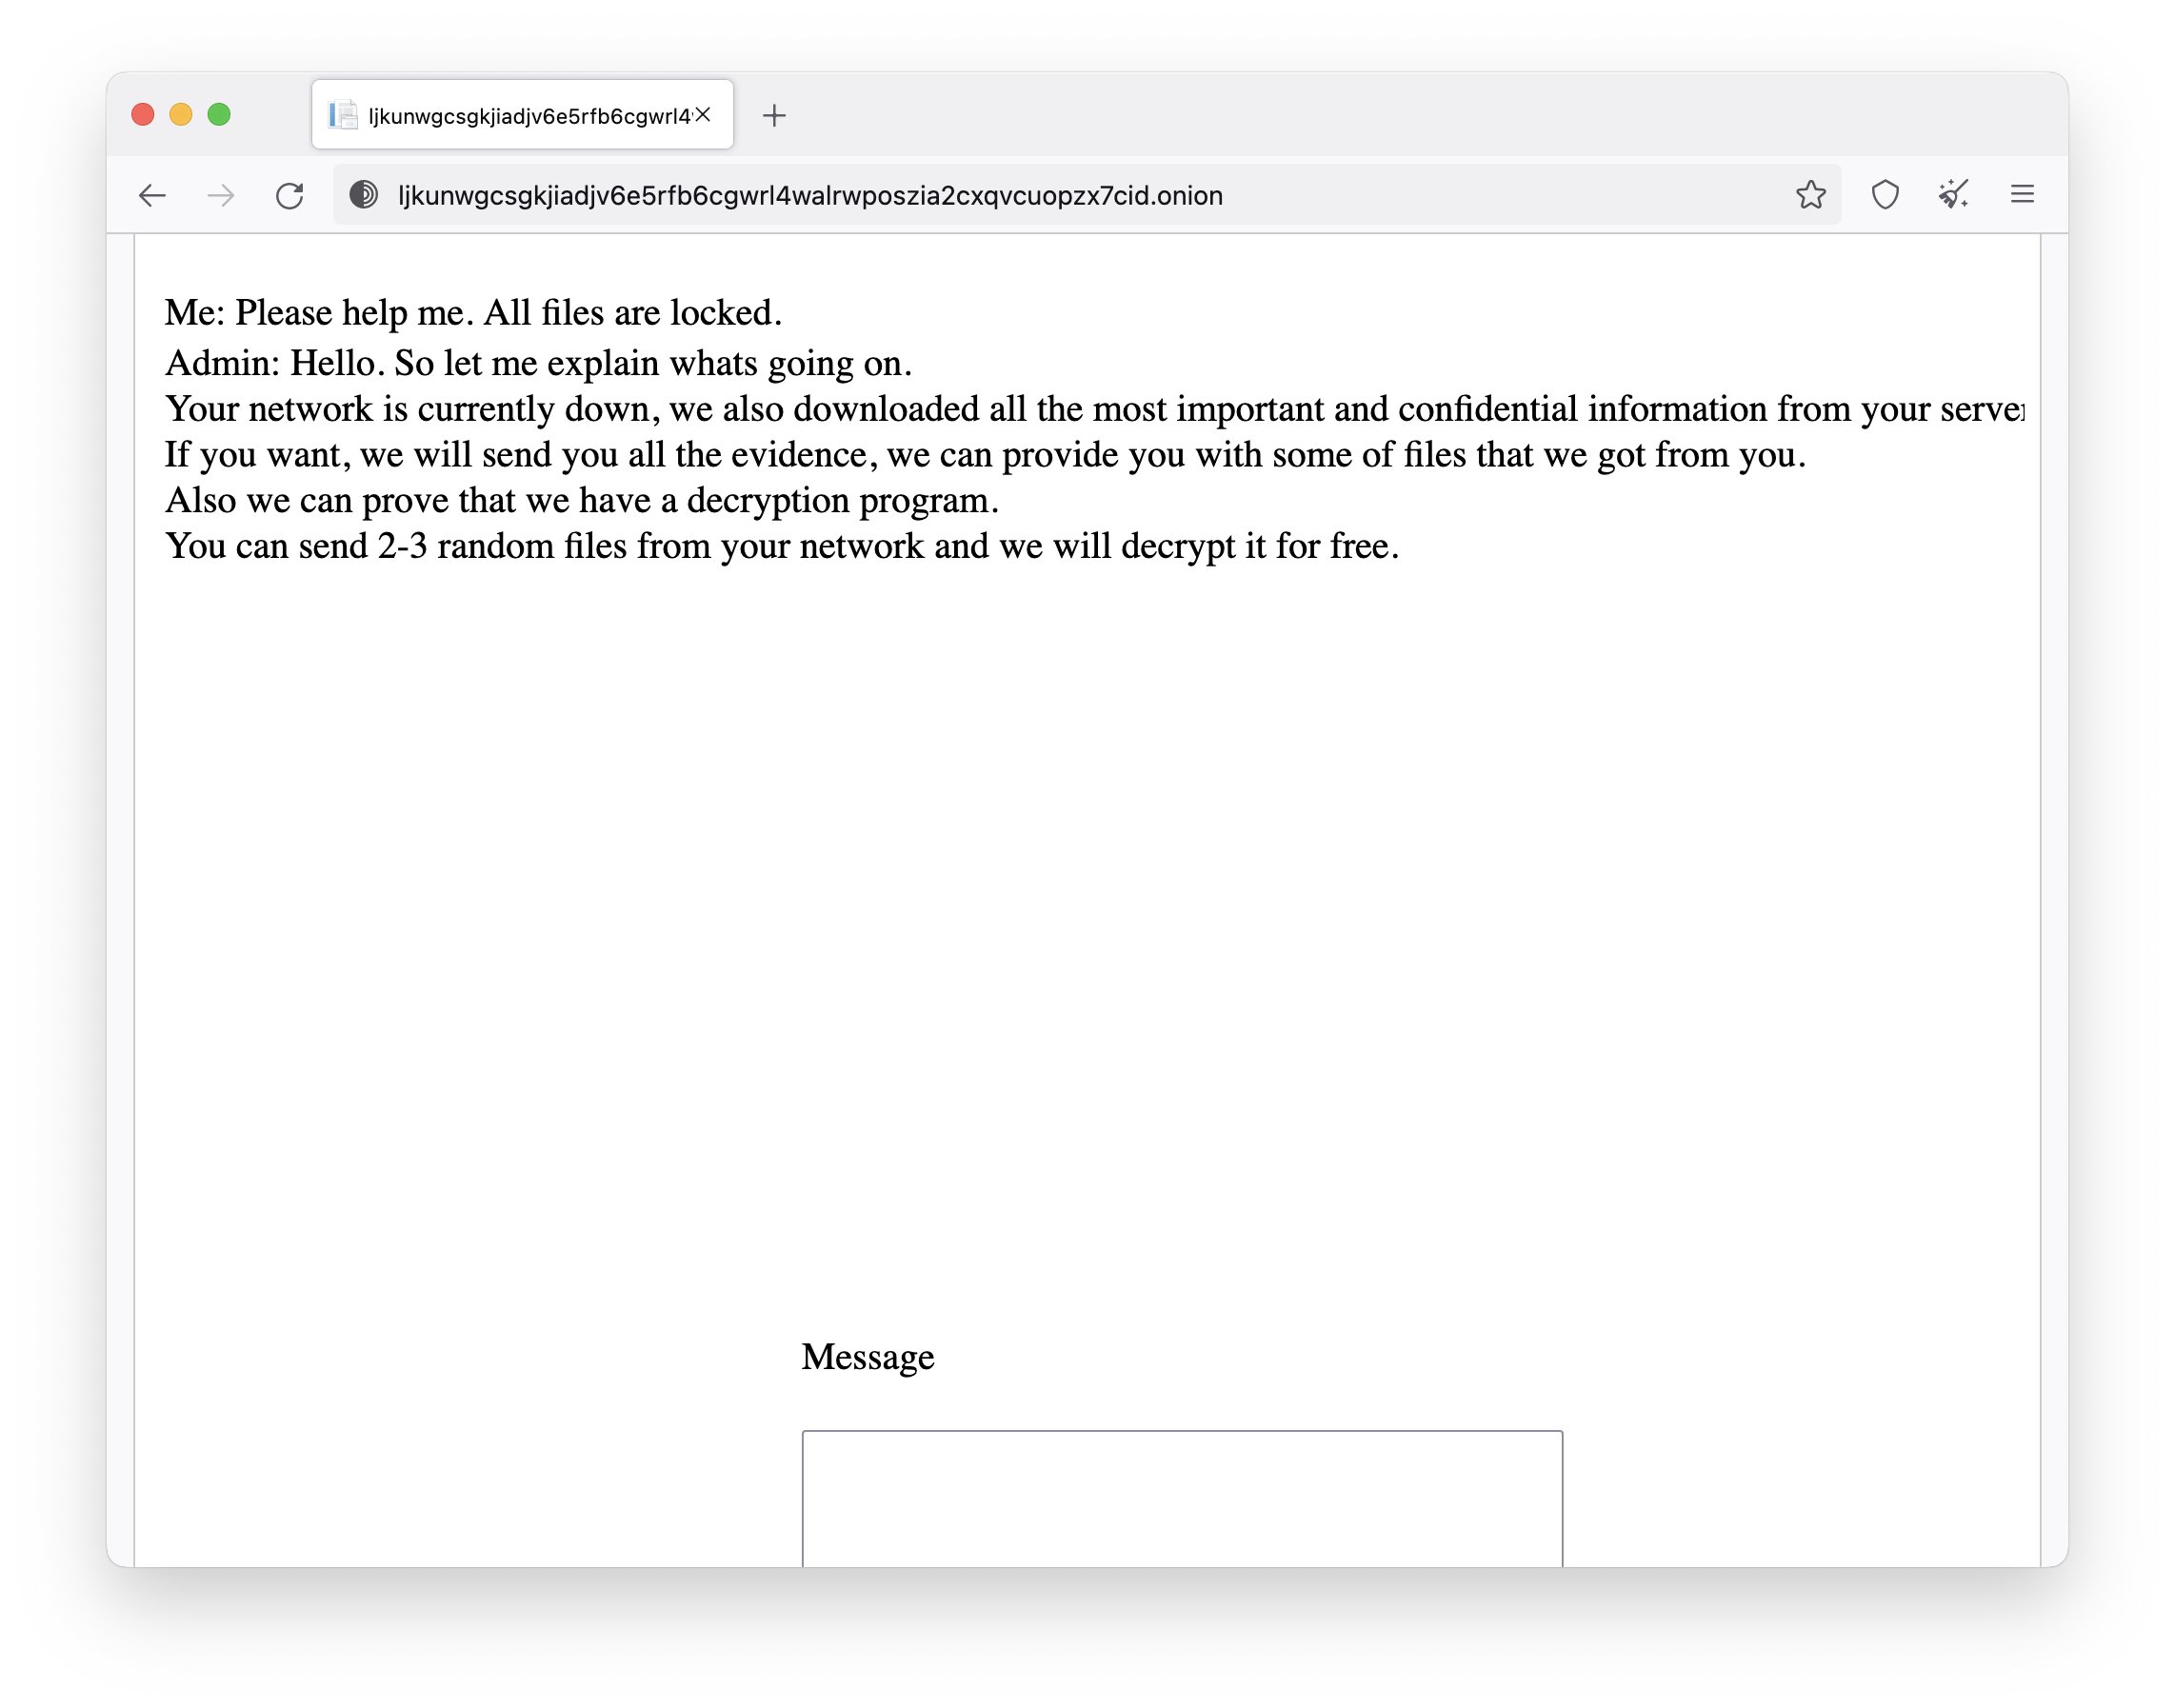 ljkunwgcsgkjiadjv6e5rfb6cgwrl4
ljkunwgcsgkjiadjv6e5rfb6cgwrl4walrwposzia2cxqvcuopzx7cid.onion
Me: Please help me. All files are locked.
Admin: Hello. So let me explain whats going on.
Your network is currently down, we also downloaded all the most important and confidential information from your server
If you want, we will send you all the evidence, we can provide you with some of files that we got from you.
Also we can prove that we have a decryption program.
You can send 2-3 random files from your network and we will decrypt it for free.
Message